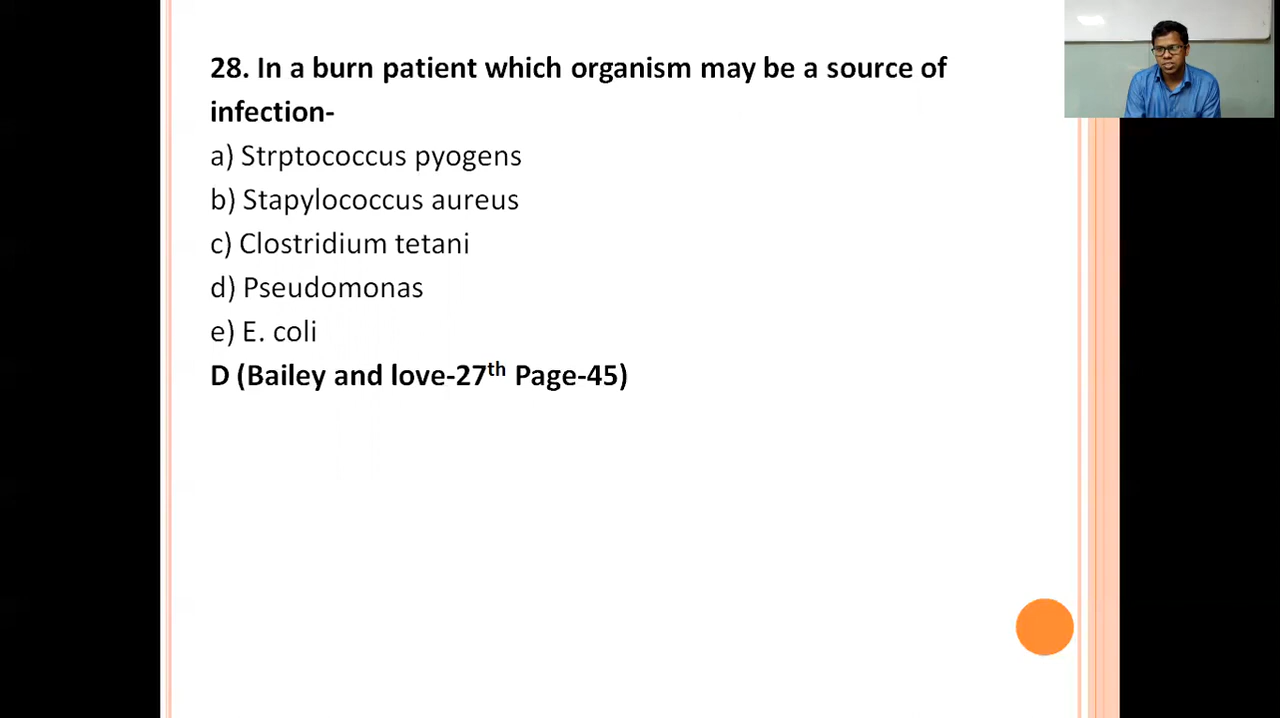 28. In a burn patient which organism may be a source of
infection-
a) Strptococcus pyogens
b) Stapylococcus aureus
c) Clostridium tetani
d) Pseudomonas
e) E. coli
D (Bailey and love-27th Page-45)